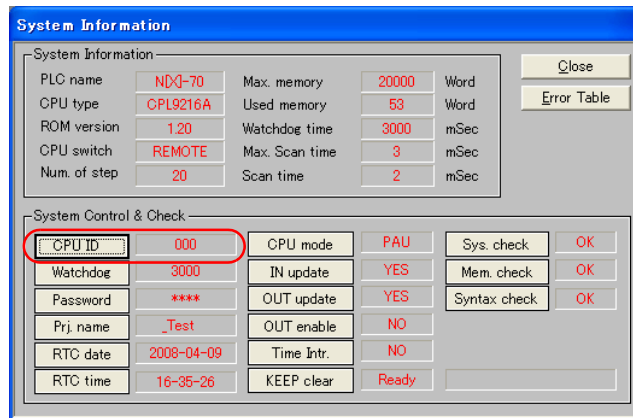 System Information
System Information
Close
Error Table
PLC name N[X]-70 Max. memory 20000 Word
CPU type CPL9216A Used memory 53 Word
ROM version 1.20 Watchdog time 3000 mSec
CPU switch REMOTE Max. Scan time 3 mSec
Num. of step 20 Scan time 2 mSec
System Control & Check
CPU ID 000 CPU mode PAU Sys. check OK
Watchdog 3000 IN update YES Mem. check OK
Password **** OUT update YES Syntax check OK
Prj. name _Test OUT enable NO
RTC date 2008-04-09 Time Intr. NO
RTC time 16-35-26 KEEP clear Ready